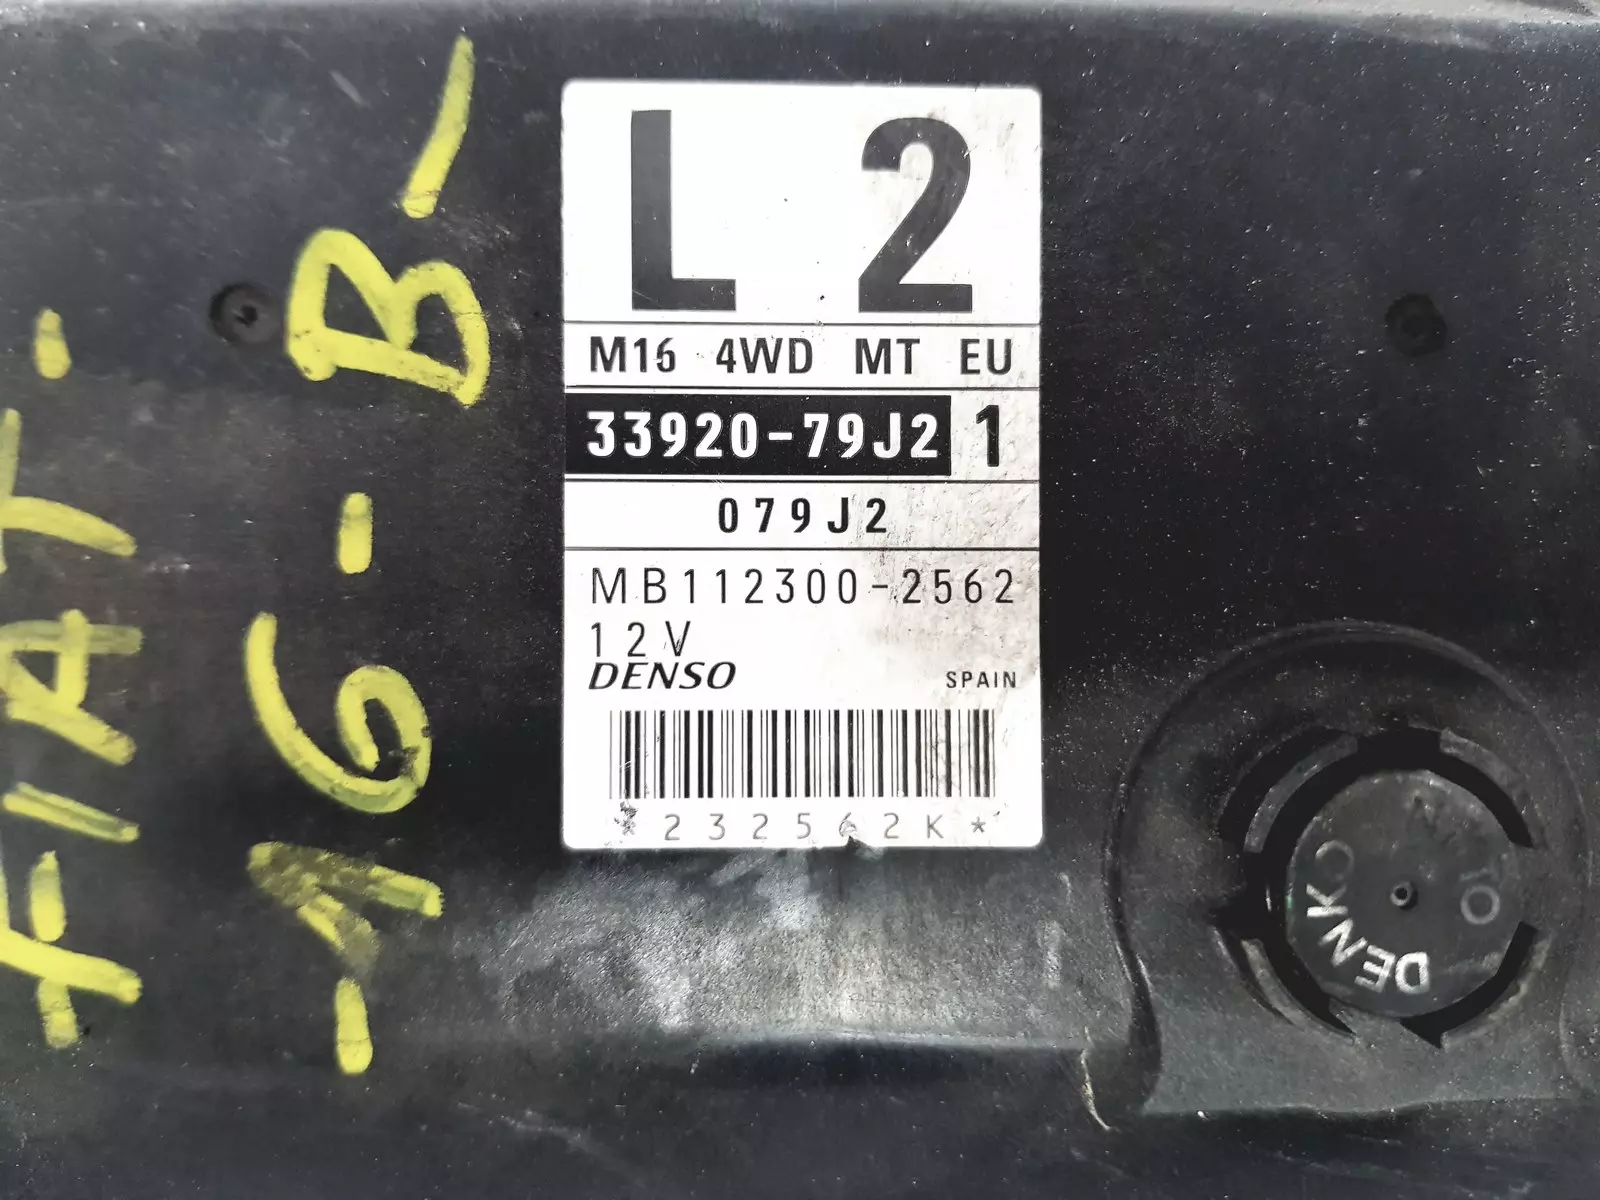 L 2
M16 4WD MT EU
33920-79J2 1
079J2
MB112300-2562
12V
DENSO SPAIN
*232562K*
-FIAT-
-16-B-
DENKO